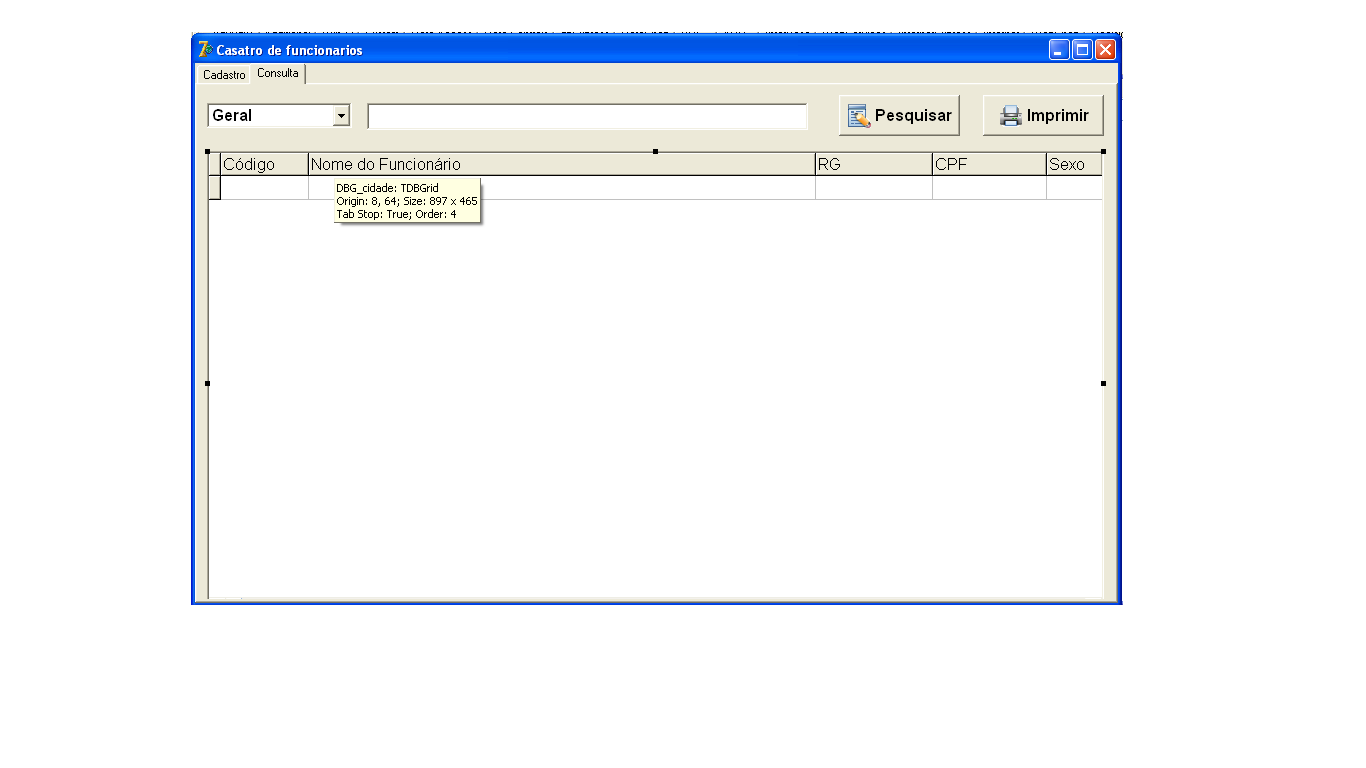 Casatro de funcionarios
Cadastro Consulta
Geral Pesquisar Imprimir
Código Nome do Funcionário RG CPF Sexo
DBG_cidade: TDBGrid
Origin: 8, 64; Size: 897 x 465
Tab Stop: True; Order: 4